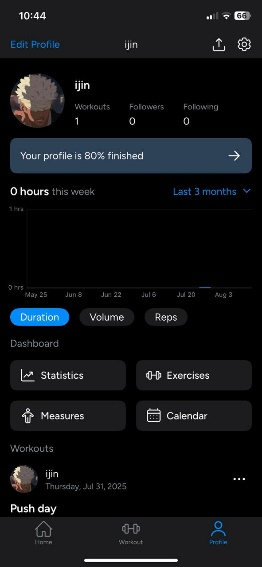 10:44
66
Edit Profile
ijin
ijin
Workouts Followers Following
1 0 0
Your profile is 80% finished
0 hours this week
Last 3 months
1 hrs
0 hrs
May 25 Jun 8 Jun 22 Jul 6 Jul 20 Aug 3
Duration Volume Reps
Dashboard
Statistics Exercises
Measures Calendar
Workouts
ijin
Thursday, Jul 31, 2025
Push day
Home Workout Profile